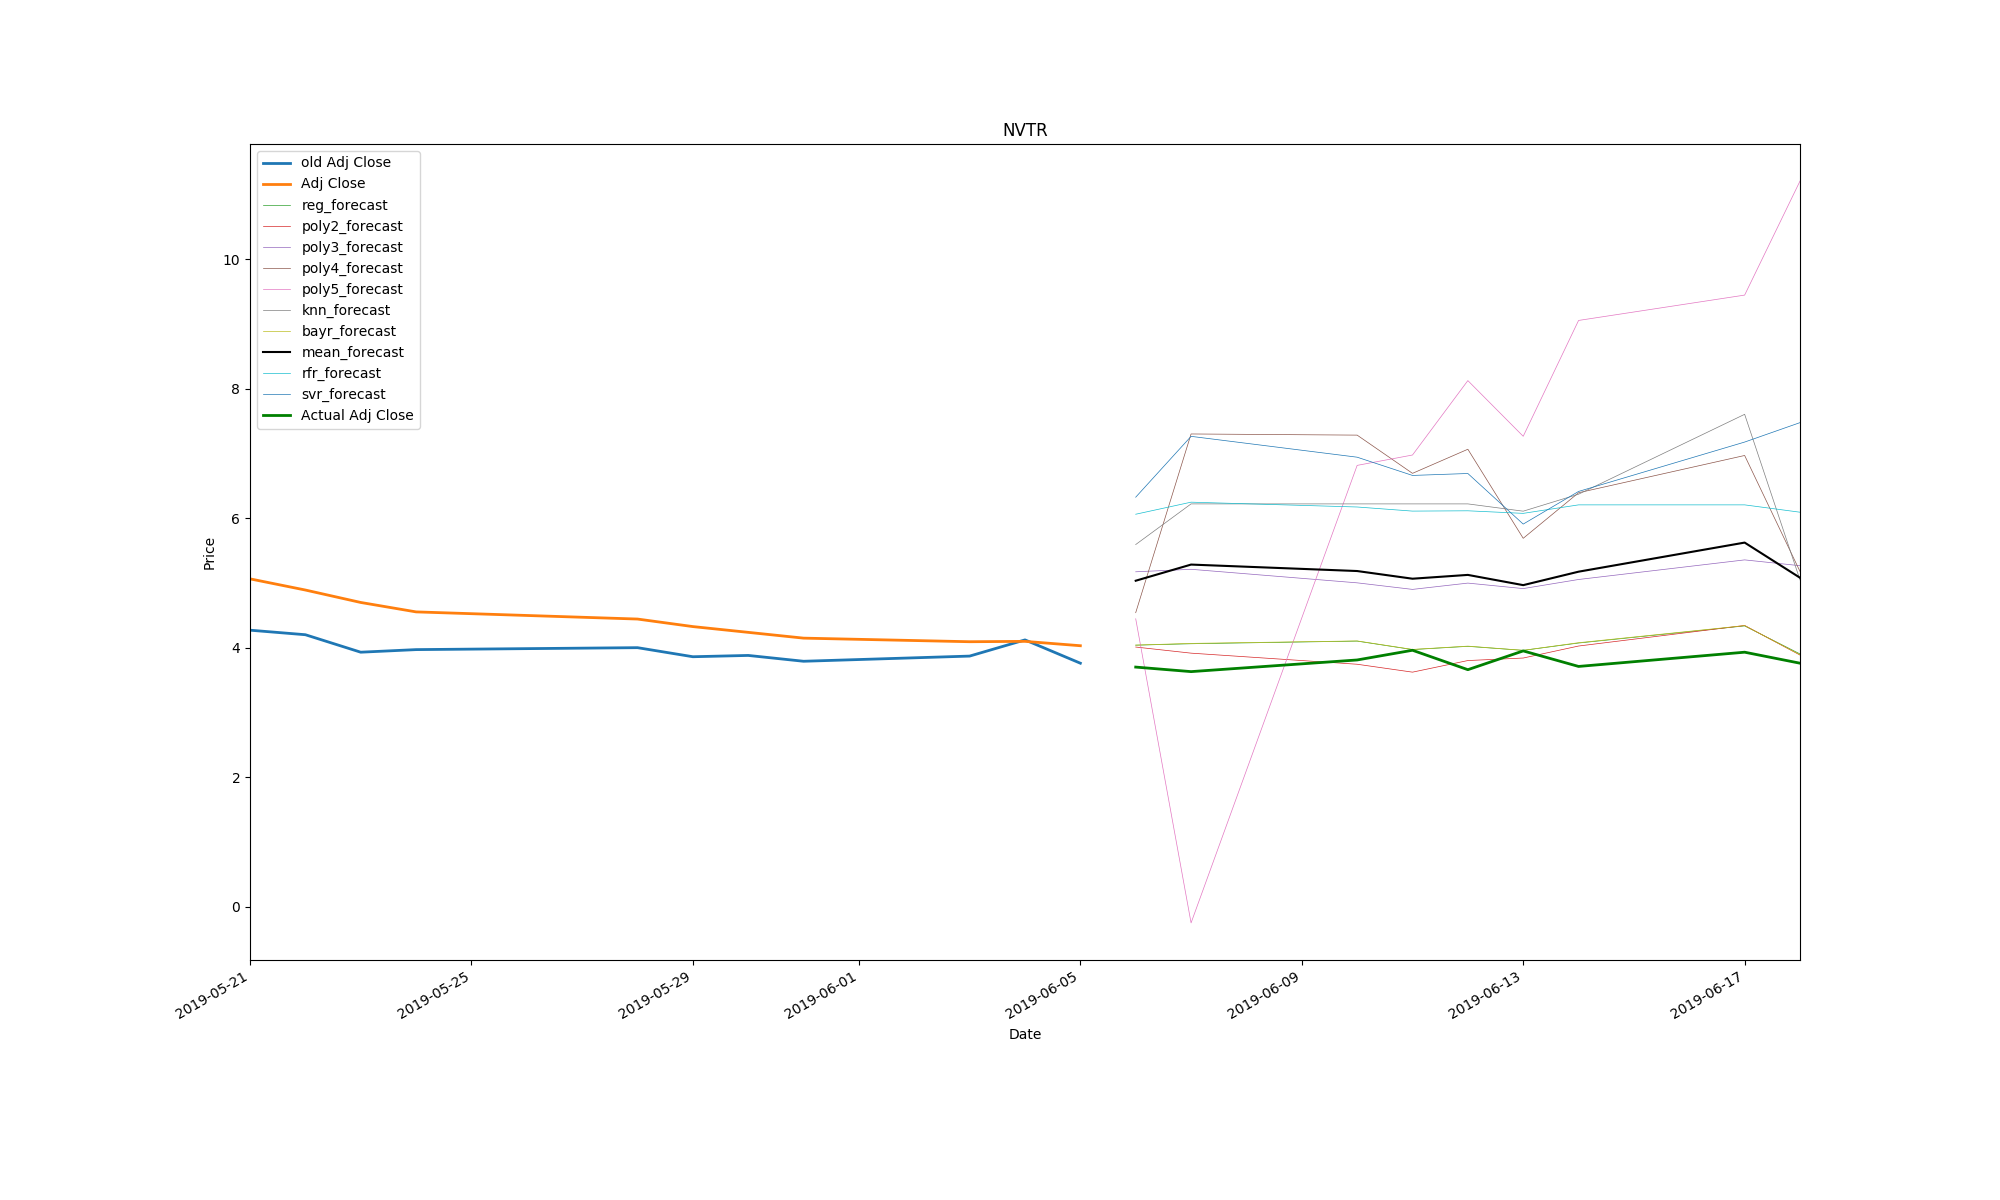 NVTR
old Adj Close
Adj Close
reg_forecast
poly2_forecast
poly3_forecast
poly4_forecast
poly5_forecast
knn_forecast
bayr_forecast
mean_forecast
rfr_forecast
svr_forecast
Actual Adj Close
10
8
6
4
2
0
Price
2019-05-21
2019-05-25
2019-05-29
2019-06-01
2019-06-05
2019-06-09
2019-06-13
2019-06-17
Date